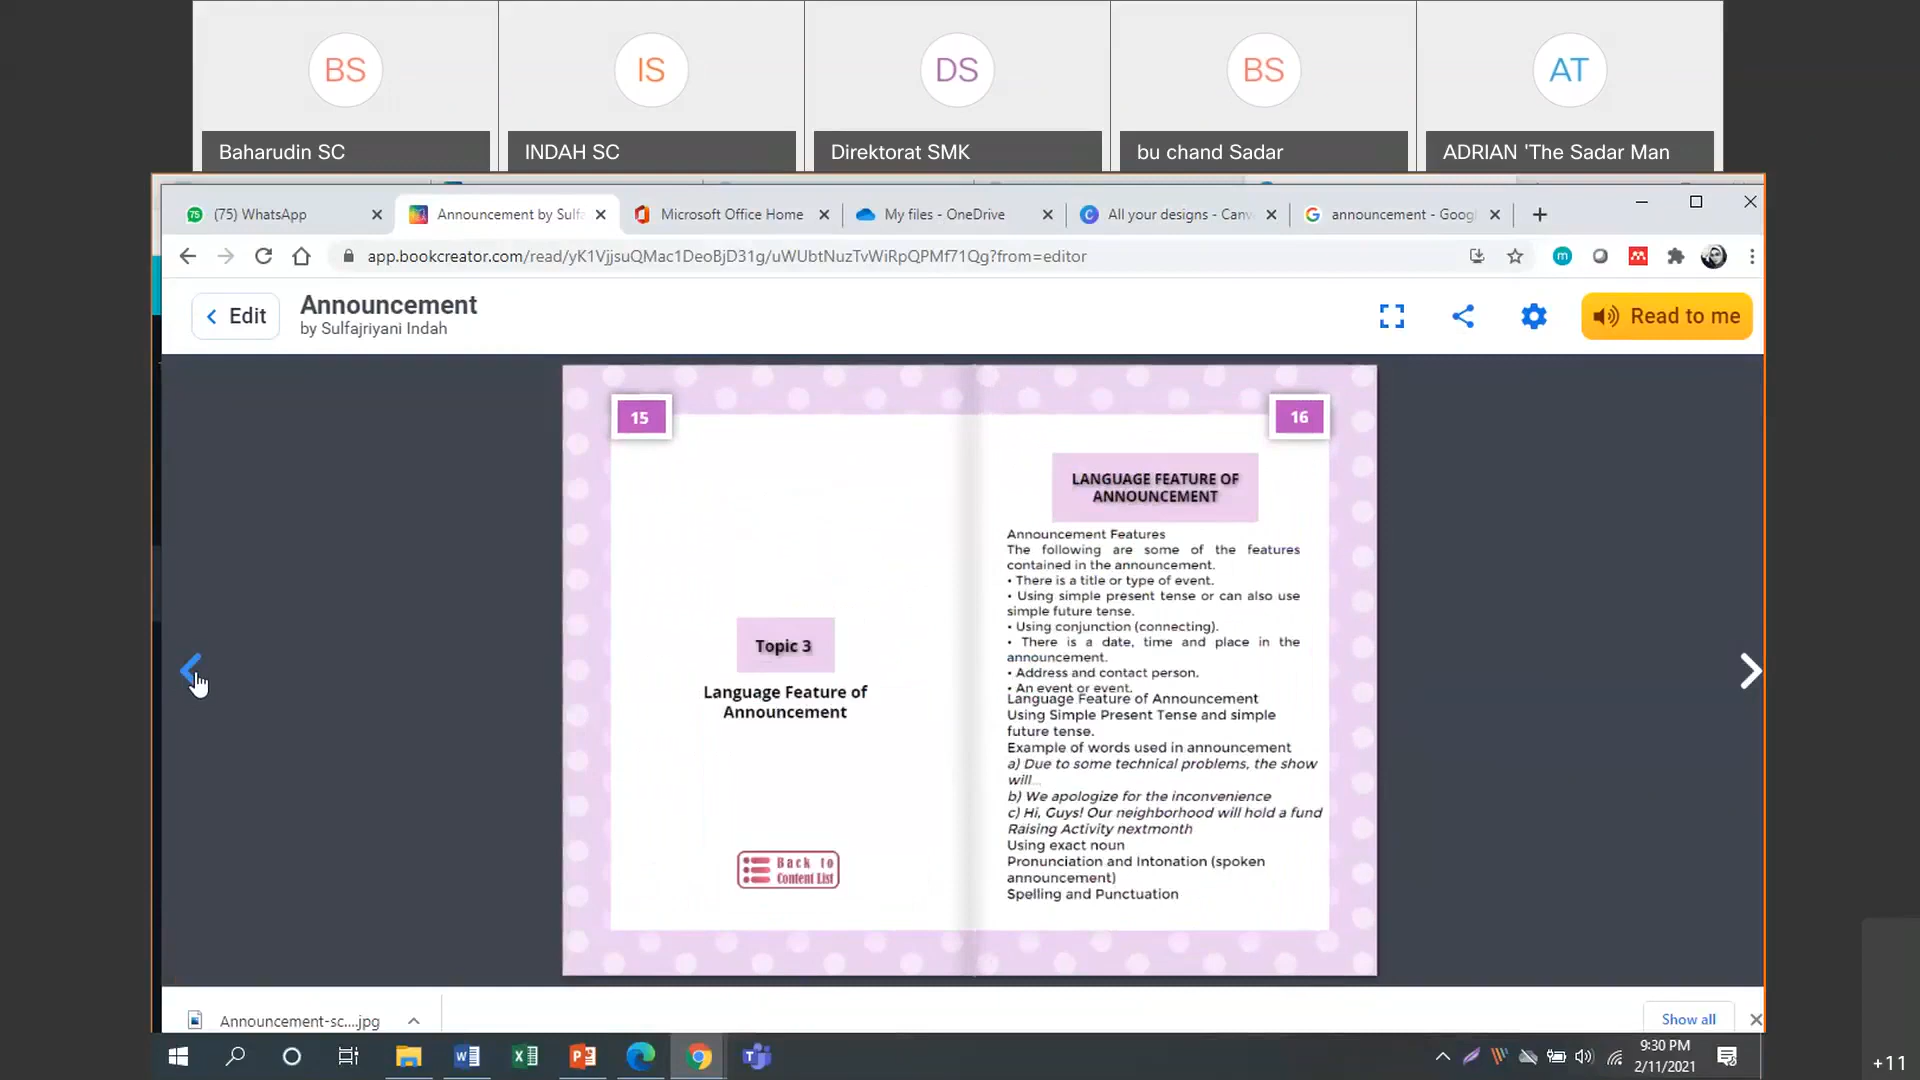 BS
IS
DS
BS
AT
Baharudin SC
INDAH SC
Direktorat SMK
bu chand Sadar
ADRIAN 'The Sadar Man
(75) WhatsApp
Announcement by Sulfa
Microsoft Office Home
My files - OneDrive
All your designs - Canv
announcement - Goog
app.bookcreator.com/read/yK1VjjsuQMac1DeoBjD31g/uWUbtNuzTvWiRpQPMf71Qg?from=editor
Edit
Announcement
by Sulfajriyani Indah
Read to me
15
Topic 3
Language Feature of
Announcement
Back to
Content List
16
LANGUAGE FEATURE OF
ANNOUNCEMENT
Announcement Features
The following are some of the features
contained in the announcement.
• There is a title or type of event.
• Using simple present tense or can also use
simple future tense.
• Using conjunction (connecting).
• There is a date, time and place in the
announcement.
• Address and contact person.
• An event or event.
Language Feature of Announcement
Using Simple Present Tense and simple
future tense.
Example of words used in announcement
a) Due to some technical problems, the show
will...
b) We apologize for the inconvenience
c) Hi, Guys! Our neighborhood will hold a fund
Raising Activity nextmonth
Using exact noun
Pronunciation and Intonation (spoken
announcement)
Spelling and Punctuation
Announcement-sc....jpg
Show all
9:30 PM
2/11/2021
+11